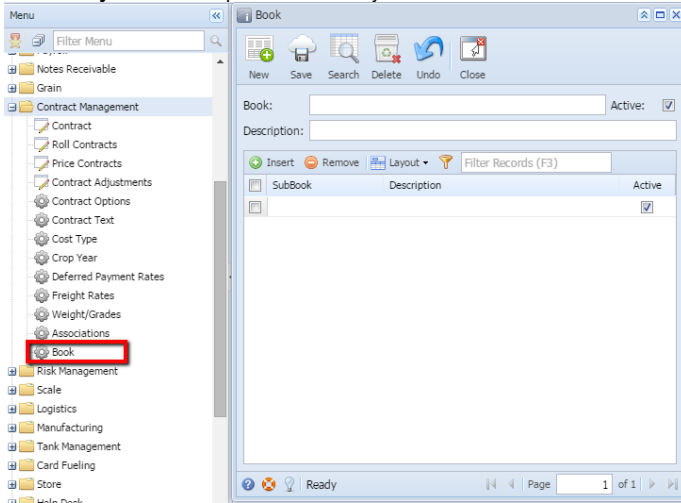 Menu
Filter Menu
Notes Receivable
Grain
Contract Management
Contract
Roll Contracts
Price Contracts
Contract Adjustments
Contract Options
Contract Text
Cost Type
Crop Year
Deferred Payment Rates
Freight Rates
Weight/Grades
Associations
Book
Risk Management
Scale
Logistics
Manufacturing
Tank Management
Card Fueling
Store
Help Desk
Book
New Save Search Delete Undo Close
Book: Active:
Description:
Insert Remove Layout Filter Records (F3)
SubBook Description Active
Ready Page 1 of 1